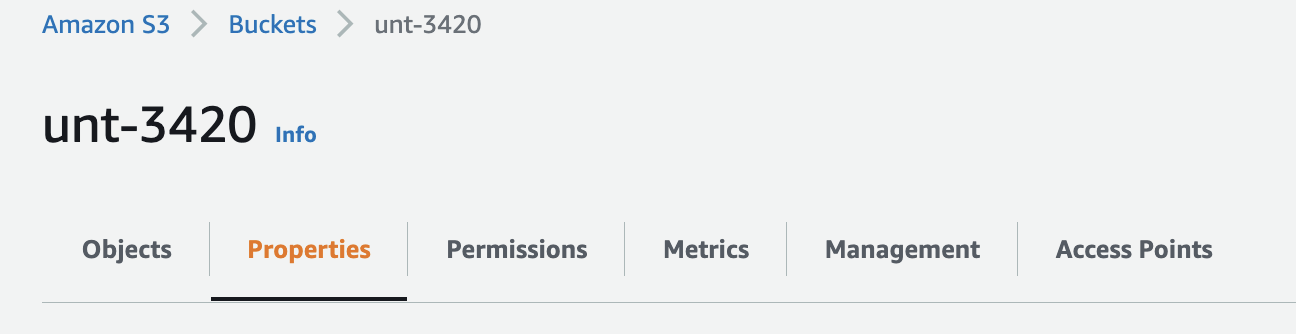 Amazon S3 > Buckets > unt-3420
unt-3420 Info
Objects Properties Permissions Metrics Management Access Points